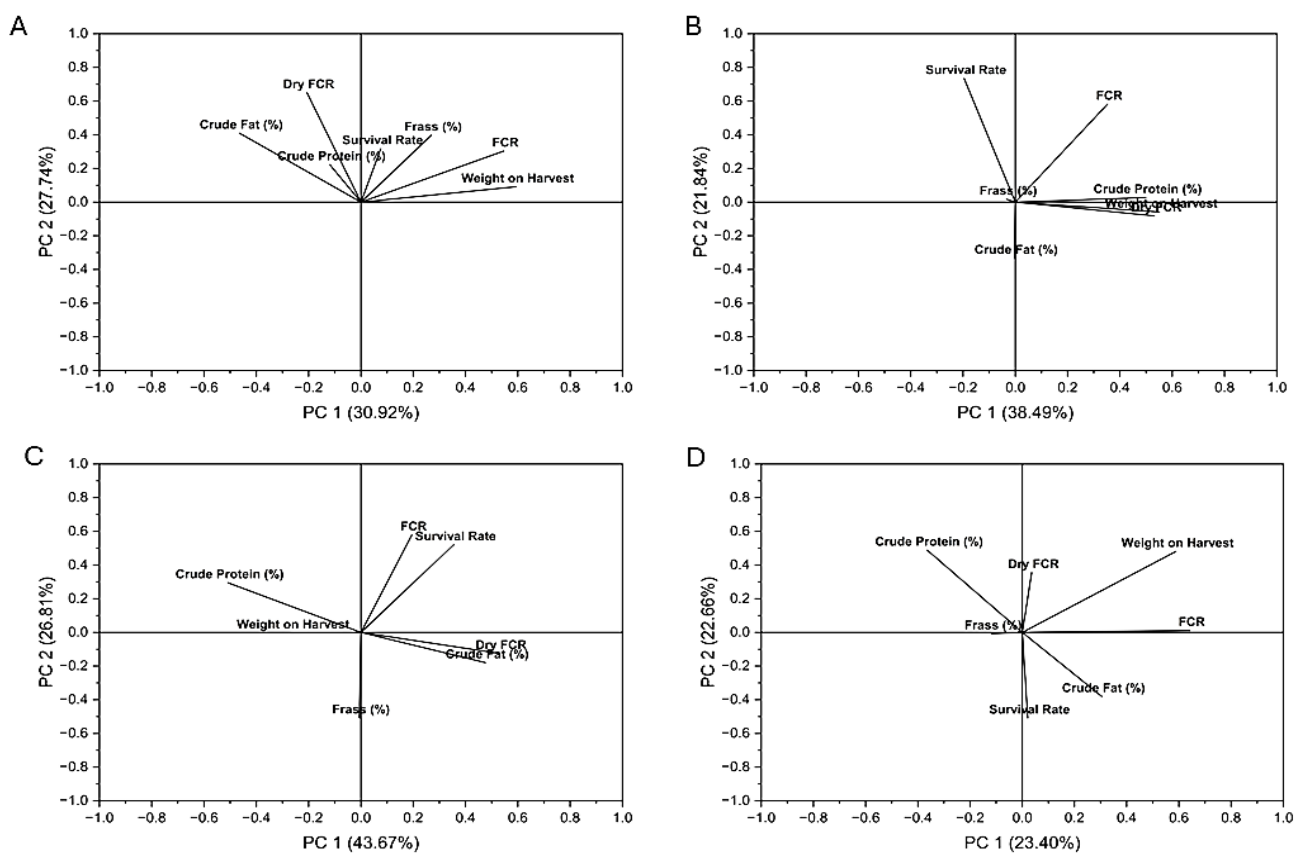 A
1.0
0.8
0.6
0.4
0.2
0.0
−0.2
−0.4
−0.6
−0.8
−1.0
PC 2 (27.74%)
Dry FCR
Crude Fat (%)
Frass (%)
Survival Rate
FCR
Crude Protein (%)
Weight on Harvest
−1.0 −0.8 −0.6 −0.4 −0.2 0.0 0.2 0.4 0.6 0.8 1.0
PC 1 (30.92%)
B
1.0
0.8
0.6
0.4
0.2
0.0
−0.2
−0.4
−0.6
−0.8
−1.0
PC 2 (21.84%)
Survival Rate
FCR
Frass (%)
Crude Protein (%)
Weight on Harvest
Dry FCR
Crude Fat (%)
−1.0 −0.8 −0.6 −0.4 −0.2 0.0 0.2 0.4 0.6 0.8 1.0
PC 1 (38.49%)
C
1.0
0.8
0.6
0.4
0.2
0.0
−0.2
−0.4
−0.6
−0.8
−1.0
PC 2 (26.81%)
FCR
Survival Rate
Crude Protein (%)
Weight on Harvest
Dry FCR
Crude Fat (%)
Frass (%)
−1.0 −0.8 −0.6 −0.4 −0.2 0.0 0.2 0.4 0.6 0.8 1.0
PC 1 (43.67%)
D
1.0
0.8
0.6
0.4
0.2
0.0
−0.2
−0.4
−0.6
−0.8
−1.0
PC 2 (22.66%)
Crude Protein (%)
Weight on Harvest
Dry FCR
Frass (%)
FCR
Crude Fat (%)
Survival Rate
−1.0 −0.8 −0.6 −0.4 −0.2 0.0 0.2 0.4 0.6 0.8 1.0
PC 1 (23.40%)